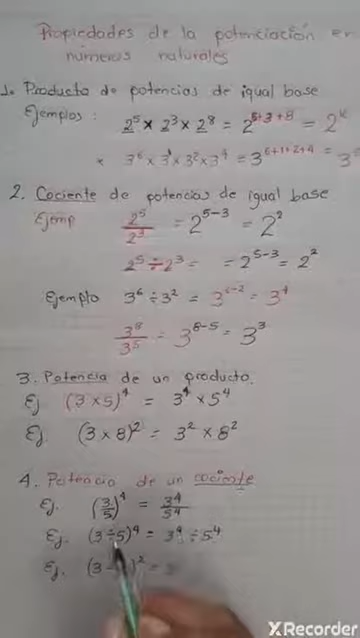 Propiedades de la potenciación en
números naturales
1. Producto de potencias de igual base
Ejemplos: 2⁵ × 2³ × 2⁸ = 2⁵⁺³⁺⁸ = 2
× 3⁶ × 3¹ × 3² × 3⁴ = 3⁶⁺¹⁺²⁺⁴ = 3
2. Cociente de potencias de igual base
Ejemp 2⁵/2³ = 2⁵⁻³ = 2²
2⁵ ÷ 2³ = = 2⁵⁻³ = 2²
Ejemplo 3⁶ ÷ 3² = 3⁶⁻² = 3⁴
3⁸/3⁵ = 3⁸⁻⁵ = 3³
3. Potencia de un producto.
Ej (3 × 5)⁴ = 3⁴ × 5⁴
Ej. (3 × 8)² = 3² × 8²
4. Potencia de un cociente
Ej. (3/5)⁴ = 3⁴/5⁴
Ej. (3 ÷ 5)⁴ = 3⁴ ÷ 5⁴
Ej. (3 )² =
XRecorder